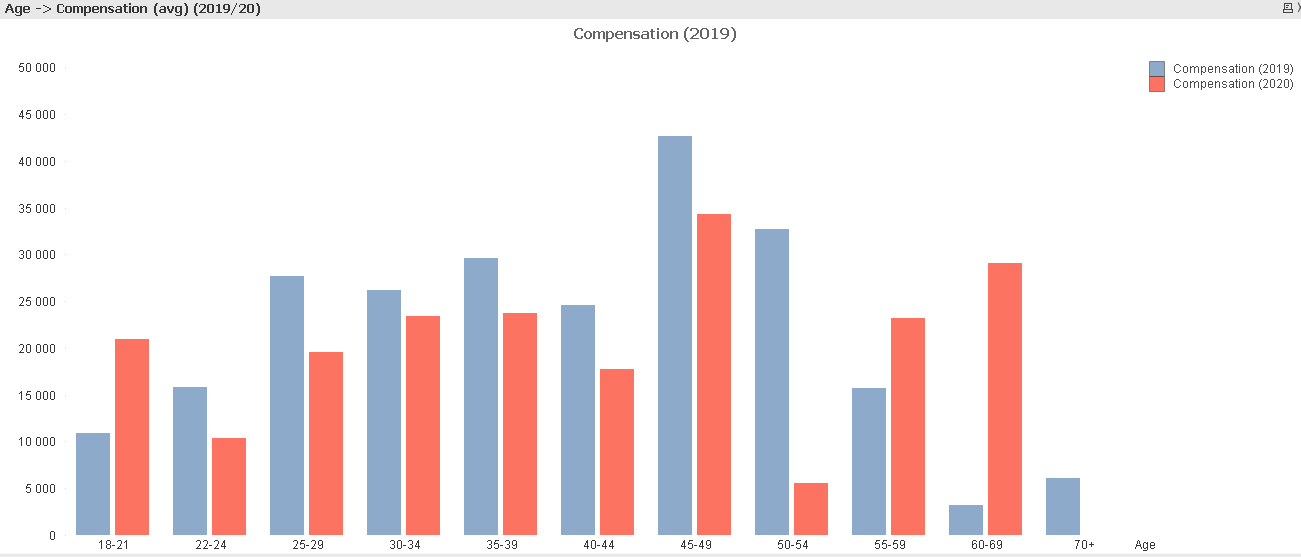 Age -> Compensation (avg) (2019/20)
Compensation (2019)
Compensation (2019)
Compensation (2020)
50 000
45 000
40 000
35 000
30 000
25 000
20 000
15 000
10 000
5 000
0
18-21 22-24 25-29 30-34 35-39 40-44 45-49 50-54 55-59 60-69 70+ Age